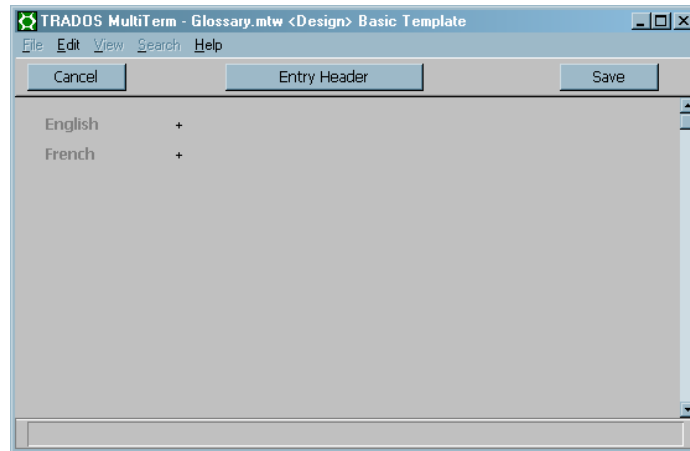 TRADOS MultiTerm - Glossary.mtw <Design> Basic Template
File Edit View Search Help
Cancel Entry Header Save
English +
French +